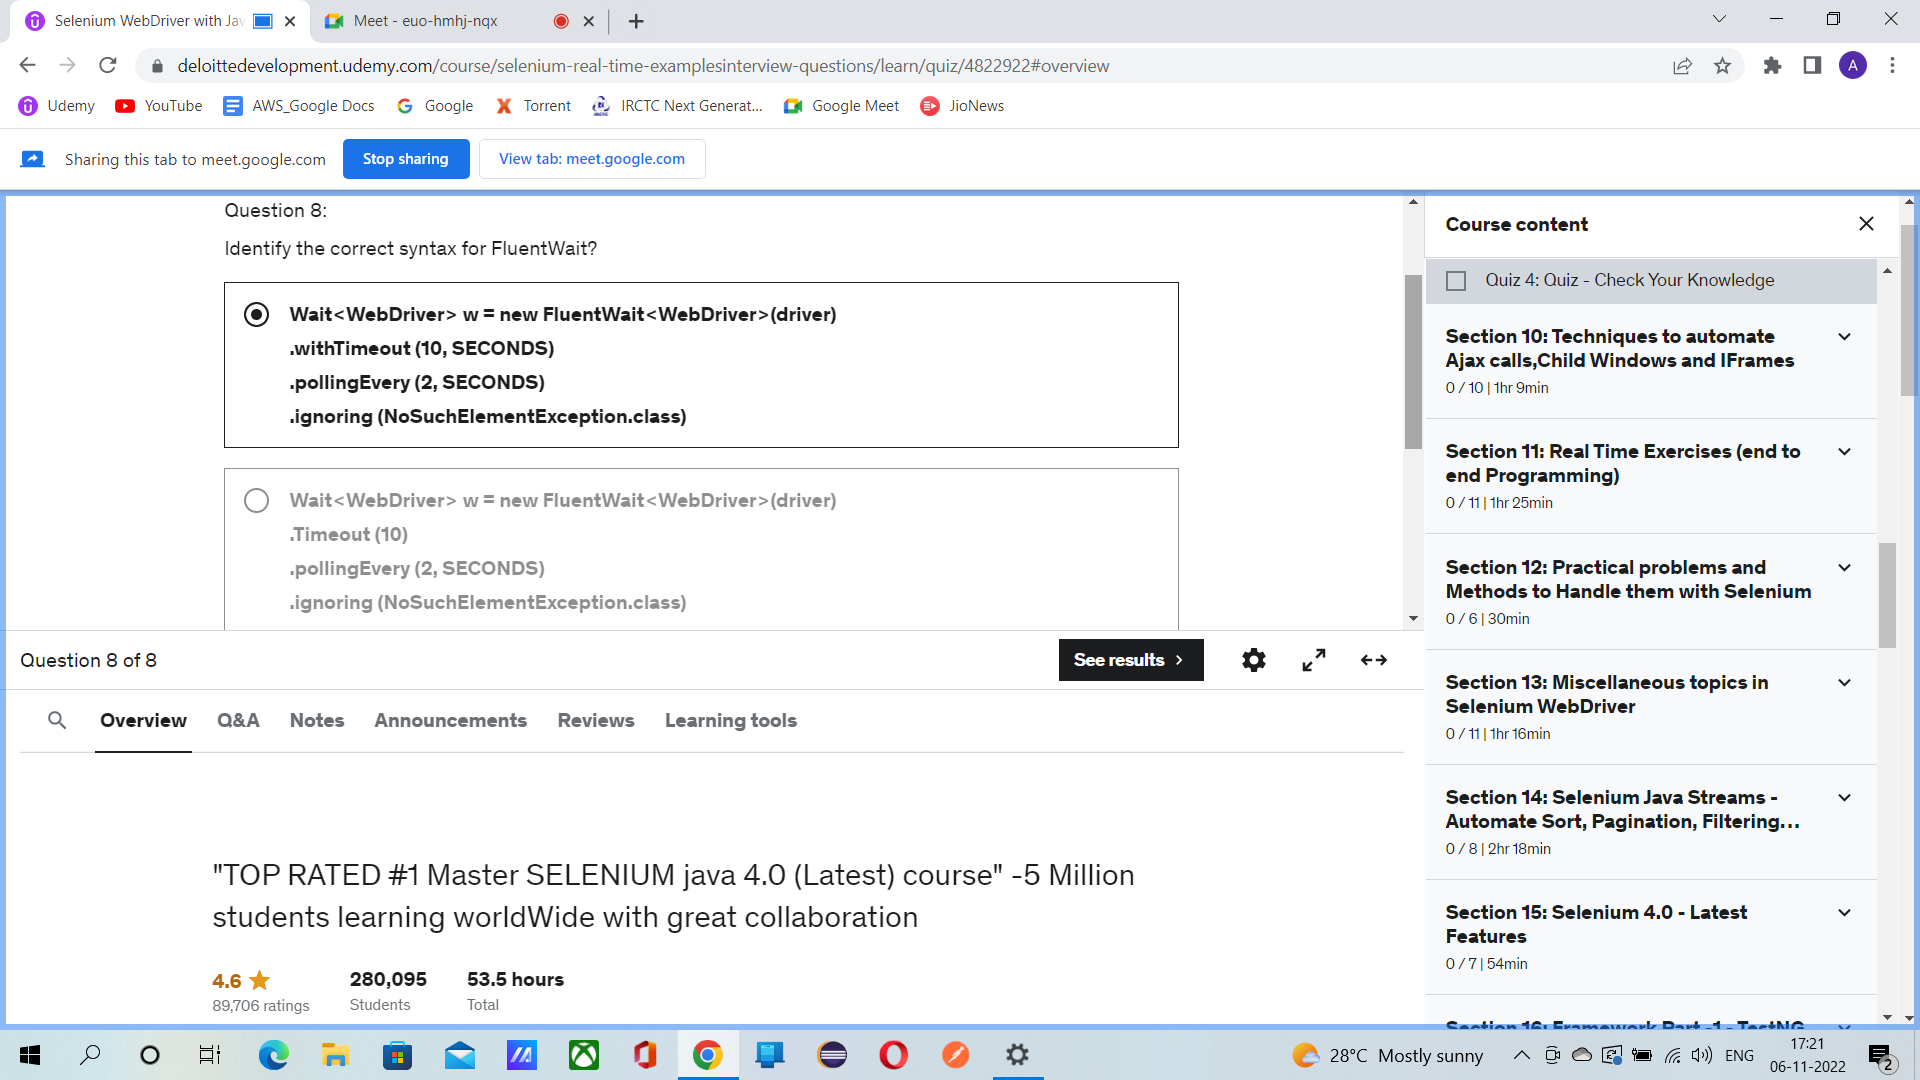 Selenium WebDriver with Jav
Meet - euo-hmhj-nqx
deloittedevelopment.udemy.com/course/selenium-real-time-examplesinterview-questions/learn/quiz/4822922#overview
A
Udemy
YouTube
AWS_Google Docs
Google
Torrent
IRCTC Next Generat...
Google Meet
JioNews
Sharing this tab to meet.google.com
Stop sharing
View tab: meet.google.com
Question 8:
Identify the correct syntax for FluentWait?
Wait<WebDriver> w = new FluentWait<WebDriver>(driver)
.withTimeout (10, SECONDS)
.pollingEvery (2, SECONDS)
.ignoring (NoSuchElementException.class)
Wait<WebDriver> w = new FluentWait<WebDriver>(driver)
.Timeout (10)
.pollingEvery (2, SECONDS)
.ignoring (NoSuchElementException.class)
Question 8 of 8
See results
Overview
Q&A
Notes
Announcements
Reviews
Learning tools
"TOP RATED #1 Master SELENIUM java 4.0 (Latest) course" -5 Million
students learning worldWide with great collaboration
4.6
89,706 ratings
280,095
Students
53.5 hours
Total
Course content
Quiz 4: Quiz - Check Your Knowledge
Section 10: Techniques to automate
Ajax calls,Child Windows and IFrames
0 / 10 | 1hr 9min
Section 11: Real Time Exercises (end to
end Programming)
0 / 11 | 1hr 25min
Section 12: Practical problems and
Methods to Handle them with Selenium
0 / 6 | 30min
Section 13: Miscellaneous topics in
Selenium WebDriver
0 / 11 | 1hr 16min
Section 14: Selenium Java Streams -
Automate Sort, Pagination, Filtering...
0 / 8 | 2hr 18min
Section 15: Selenium 4.0 - Latest
Features
0 / 7 | 54min
Section 16: Framework Part -1 - TestNG
28°C Mostly sunny
ENG
17:21
06-11-2022
2